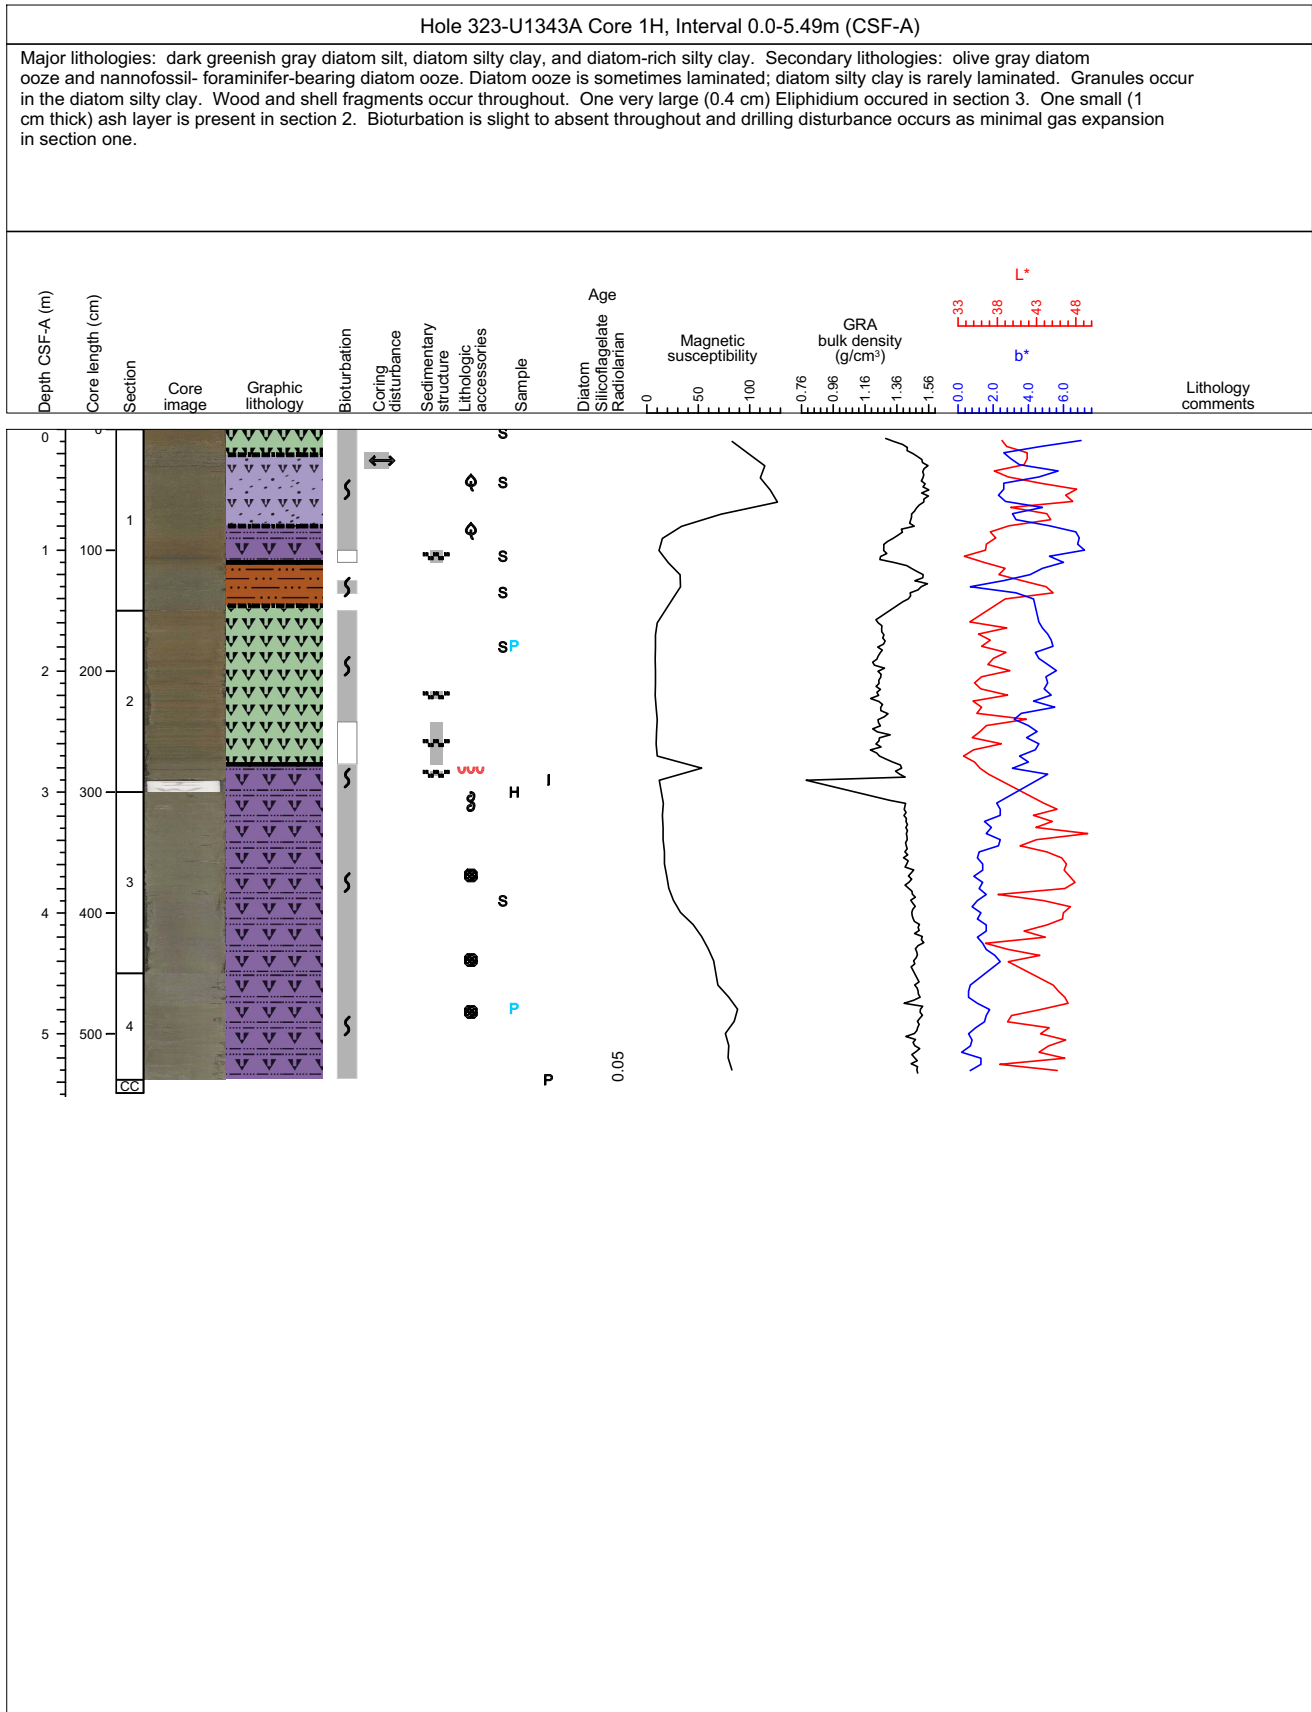 Hole 323-U1343A Core 1H, Interval 0.0-5.49m (CSF-A)
Major lithologies: dark greenish gray diatom silt, diatom silty clay, and diatom-rich silty clay. Secondary lithologies: olive gray diatom
ooze and nannofossil- foraminifer-bearing diatom ooze. Diatom ooze is sometimes laminated; diatom silty clay is rarely laminated. Granules occur
in the diatom silty clay. Wood and shell fragments occur throughout. One very large (0.4 cm) Eliphidium occured in section 3. One small (1
cm thick) ash layer is present in section 2. Bioturbation is slight to absent throughout and drilling disturbance occurs as minimal gas expansion
in section one.
Depth CSF-A (m)
Core length (cm)
Section
Core
image
Graphic
lithology
Bioturbation
Coring
disturbance
Sedimentary
structure
Lithologic
accessories
Sample
Age
Diatom
Silicoflagelate
Radiolarian
Magnetic
susceptibility
0 50 100
GRA
bulk density
(g/cm³)
0.76 0.96 1.16 1.36 1.56
L*
33 38 43 48
b*
0.0 2.0 4.0 6.0
Lithology
comments
0 0 S
S
1
1 100 S
S
S P
2 200
2
I
3 300 H
3
S
4 400
P
4
5 500
0.05
CC P